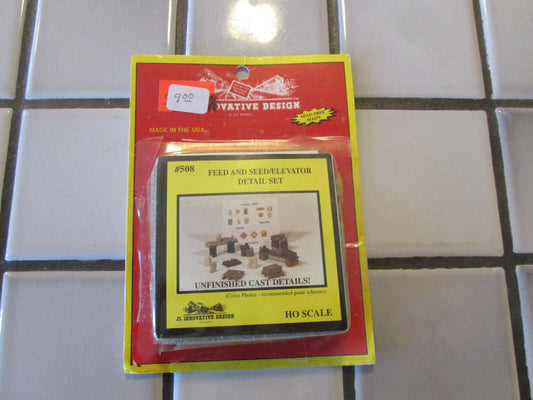 9.00
NOVATIVE DESIGN
MADE IN THE USA
LEAD FREE
#508
FEED AND SEED/ELEVATOR
DETAIL SET
UNFINISHED CAST DETAILS!
(Color Photos - recommended paint schemes)
JL INNOVATIVE DESIGN
HO SCALE